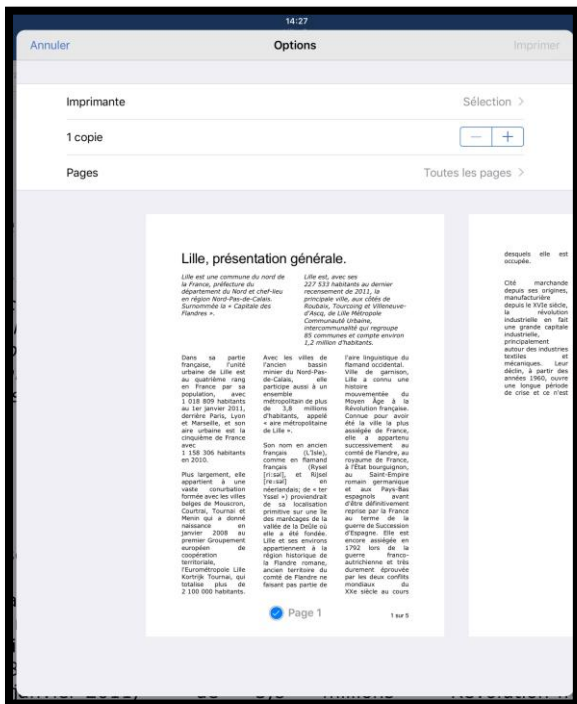 14:27
Annuler
Options
Imprimer
Imprimante
Sélection >
1 copie
− +
Pages
Toutes les pages >
Lille, présentation générale.
Lille est une commune du nord de
la France, préfecture du
département du Nord et chef-lieu
en région Nord-Pas-de-Calais.
Surnommée la « Capitale des
Flandres ».
Lille est, avec ses
227 533 habitants au dernier
recensement de 2011, la
principale ville, aux côtés de
Roubaix, Tourcoing et Villeneuve-
d'Ascq, de Lille Métropole
Communauté Urbaine,
intercommunalité qui regroupe
85 communes et compte environ
1,2 million d'habitants.
Dans sa partie
française, l'unité
urbaine de Lille est
au quatrième rang
en France par sa
population, avec
1 018 809 habitants
au 1er janvier 2011,
derrière Paris, Lyon
et Marseille, et son
aire urbaine est la
cinquième de France
avec
1 158 306 habitants
en 2010.
Plus largement, elle
appartient à une
vaste conurbation
formée avec les villes
belges de Mouscron,
Courtrai, Tournai et
Menin qui a donné
naissance en
janvier 2008 au
premier Groupement
européen de
coopération
territoriale,
l'Eurométropole Lille
Kortrijk Tournai, qui
totalise plus de
2 100 000 habitants.
Avec les villes de
l'ancien bassin
minier du Nord-Pas-
de-Calais, elle
participe aussi à un
ensemble
métropolitain de plus
de 3,8 millions
d'habitants, appelé
« aire métropolitaine
de Lille ».
Son nom en ancien
français (L'Isle),
comme en flamand
français (Rysel
[ri:səl], et Rijsel
[rɛisəl] en
néerlandais; de « ter
Yssel ») proviendrait
de sa localisation
primitive sur une île
des marécages de la
vallée de la Deûle où
elle a été fondée.
Lille et ses environs
appartiennent à la
région historique de
la Flandre romane,
ancien territoire du
comté de Flandre ne
faisant pas partie de
l'aire linguistique du
flamand occidental.
Ville de garnison,
Lille a connu une
histoire
mouvementée du
Moyen Âge à la
Révolution française.
Connue pour avoir
été la ville la plus
assiégée de France,
elle a appartenu
successivement au
comté de Flandre, au
royaume de France,
à l'État bourguignon,
au Saint-Empire
romain germanique
et aux Pays-Bas
espagnols avant
d'être définitivement
reprise par la France
au terme de la
guerre de Succession
d'Espagne. Elle est
encore assiégée en
1792 lors de la
guerre franco-
autrichienne et très
durement éprouvée
par les deux conflits
mondiaux du
XXe siècle au cours
Page 1
1 sur 5
desquels elle est
occupée.
Cité marchande
depuis ses origines,
manufacturière
depuis le XVIe siècle,
la révolution
industrielle en fait
une grande capitale
industrielle,
principalement
autour des industries
textiles et
mécaniques. Leur
déclin, à partir des
années 1960, ouvre
une longue période
de crise et ce n'est